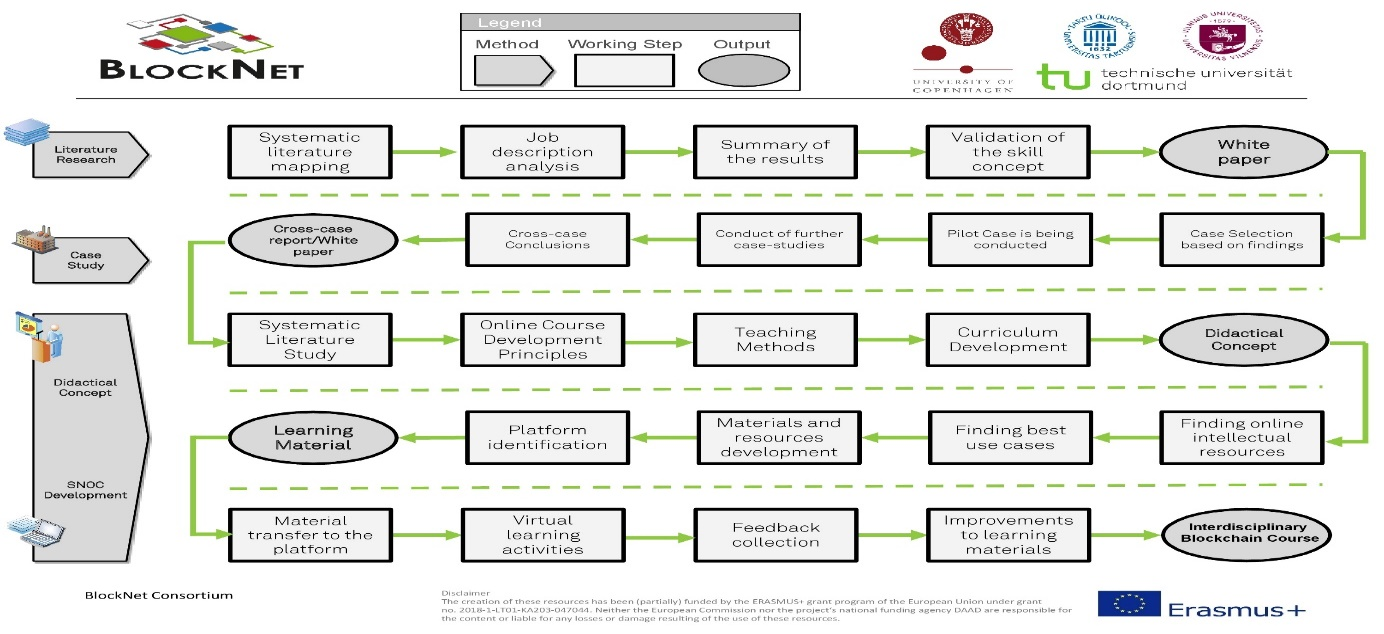 BLOCKNET
Legend
Method
Working Step
Output
UNIVERSITY OF
COPENHAGEN
1632
1579
tu technische universität
dortmund
Literature
Research
Systematic
literature
mapping
Job
description
analysis
Summary of
the results
Validation of
the skill
concept
White
paper
Case
Study
Cross-case
report/White
paper
Cross-case
Conclusions
Conduct of further
case-studies
Pilot Case is being
conducted
Case Selection
based on findings
Didactical
Concept
SNOC
Development
Systematic
Literature
Study
Online Course
Development
Principles
Teaching
Methods
Curriculum
Development
Didactical
Concept
Learning
Material
Platform
identification
Materials and
resources
development
Finding best
use cases
Finding online
intellectual
resources
Material
transfer to the
platform
Virtual
learning
activities
Feedback
collection
Improvements
to learning
materials
Interdisciplinary
Blockchain Course
BlockNet Consortium
Disclaimer
The creation of these resources has been (partially) funded by the ERASMUS+ grant program of the European Union under grant
no. 2018-1-LT01-KA203-047044. Neither the European Commission nor the project's national funding agency DAAD are responsible for
the content or liable for any losses or damage resulting of the use of these resources.
Erasmus+